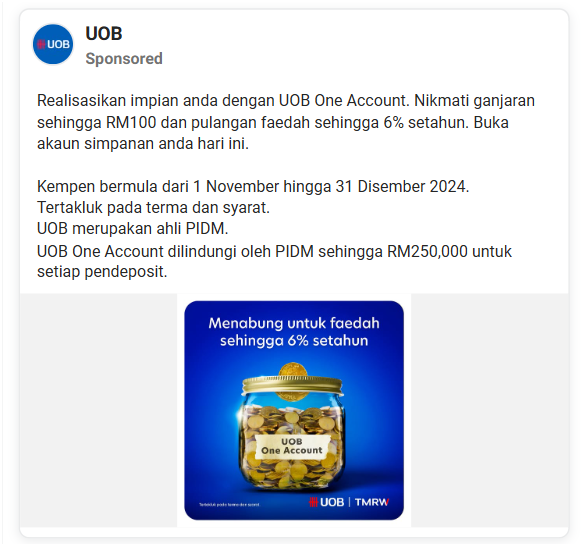 UOB
UOB
Sponsored
Realisasikan impian anda dengan UOB One Account. Nikmati ganjaran
sehingga RM100 dan pulangan faedah sehingga 6% setahun. Buka
akaun simpanan anda hari ini.
Kempen bermula dari 1 November hingga 31 Disember 2024.
Tertakluk pada terma dan syarat.
UOB merupakan ahli PIDM.
UOB One Account dilindungi oleh PIDM sehingga RM250,000 untuk
setiap pendeposit.
Menabung untuk faedah
sehingga 6% setahun
UOB
One Account
Tertakluk pada terma dan syarat.
UOB | TMRW